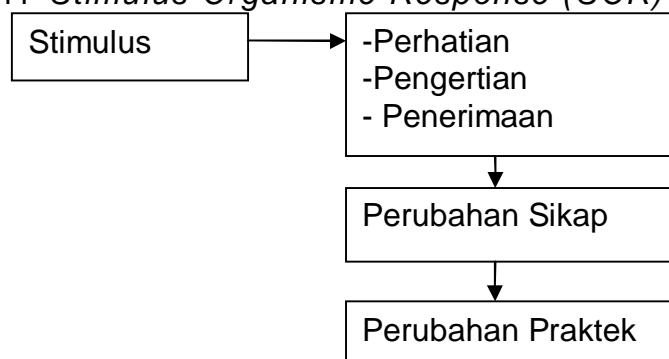 Stimulus Organisme Response (SOR)
Stimulus
-Perhatian
-Pengertian
- Penerimaan
Perubahan Sikap
Perubahan Praktek